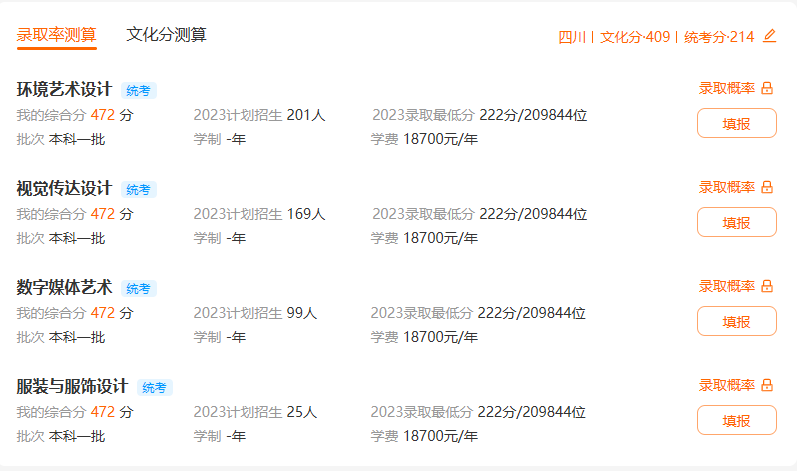 录取率测算 文化分测算
四川 | 文化分·409 | 统考分·214
环境艺术设计 统考 录取概率
我的综合分 472 分 2023计划招生 201人 2023录取最低分 222分/209844位
批次 本科一批 学制 -年 学费 18700元/年 填报
视觉传达设计 统考 录取概率
我的综合分 472 分 2023计划招生 169人 2023录取最低分 222分/209844位
批次 本科一批 学制 -年 学费 18700元/年 填报
数字媒体艺术 统考 录取概率
我的综合分 472 分 2023计划招生 99人 2023录取最低分 222分/209844位
批次 本科一批 学制 -年 学费 18700元/年 填报
服装与服饰设计 统考 录取概率
我的综合分 472 分 2023计划招生 25人 2023录取最低分 222分/209844位
批次 本科一批 学制 -年 学费 18700元/年 填报